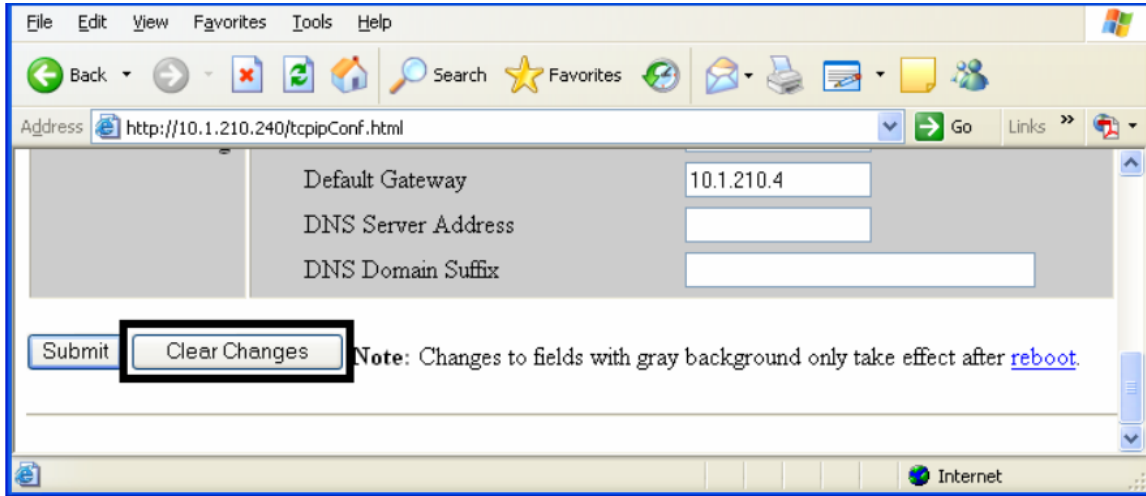 File Edit View Favorites Tools Help
Back Search Favorites
Address http://10.1.210.240/tcpipConf.html Go Links »
Default Gateway 10.1.210.4
DNS Server Address
DNS Domain Suffix
Submit Clear Changes Note: Changes to fields with gray background only take effect after reboot.
Internet